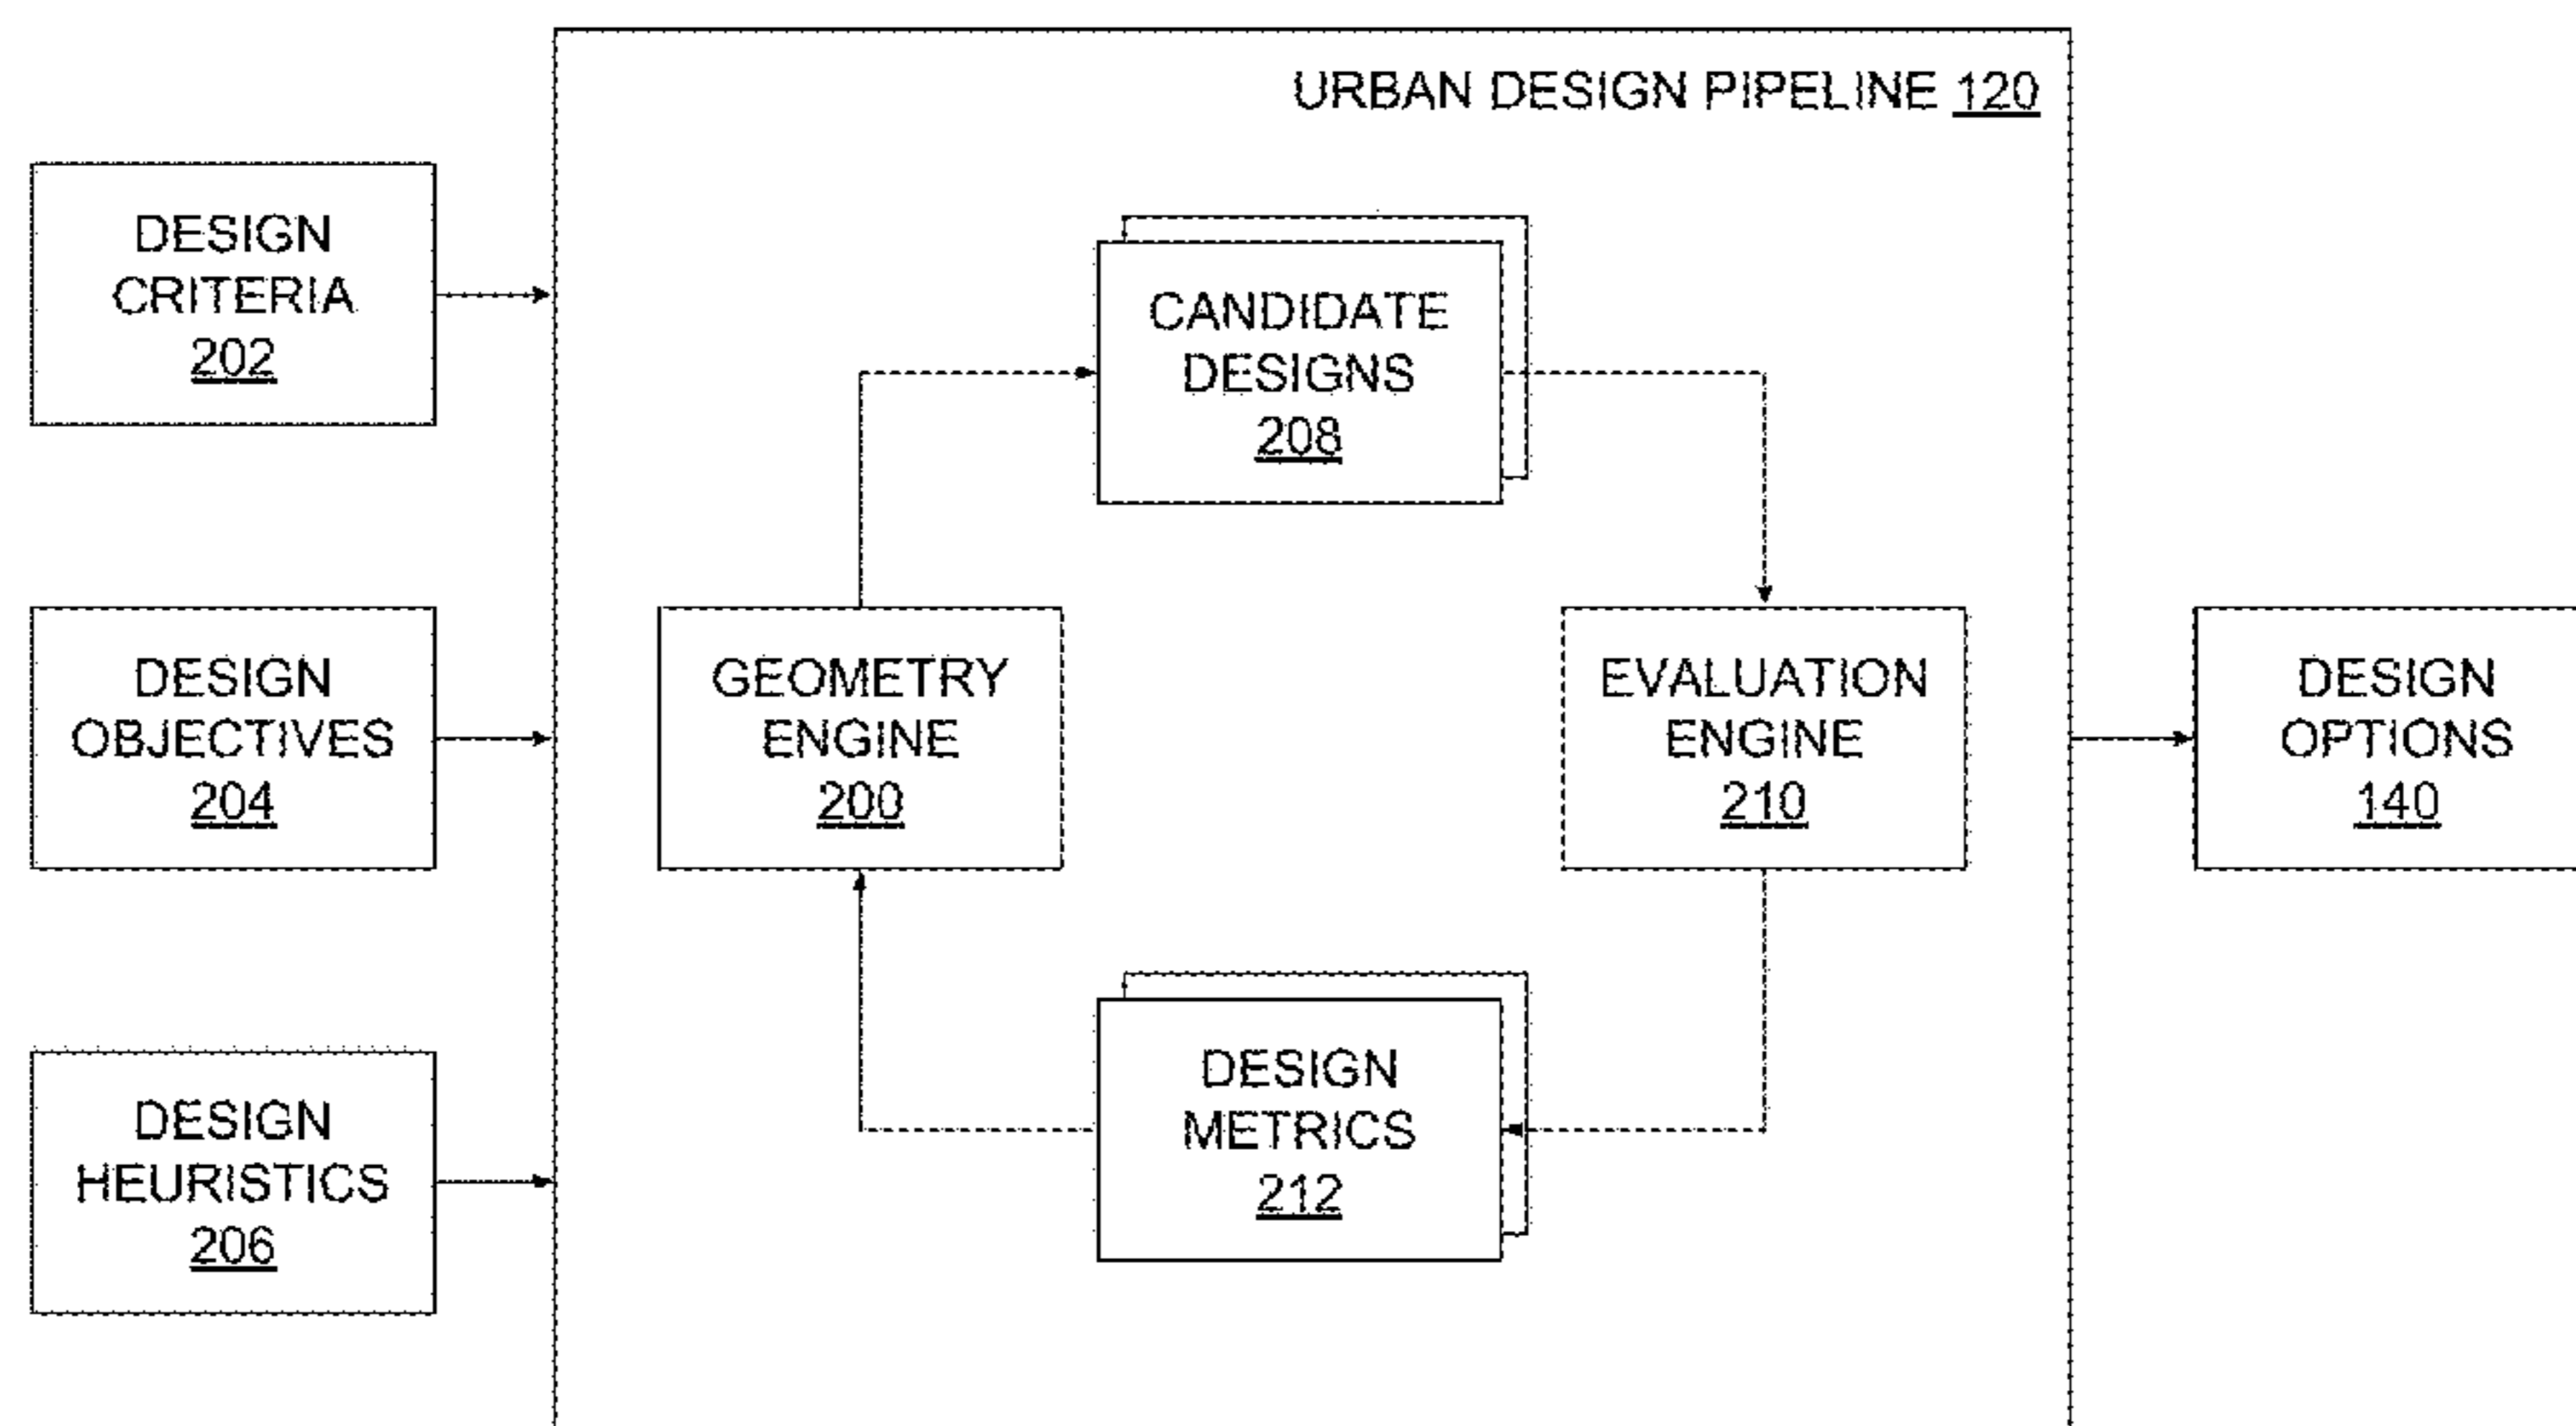 URBAN DESIGN PIPELINE 120
DESIGN
CRITERIA
202
DESIGN
OBJECTIVES
204
DESIGN
HEURISTICS
206
CANDIDATE
DESIGNS
208
GEOMETRY
ENGINE
200
EVALUATION
ENGINE
210
DESIGN
METRICS
212
DESIGN
OPTIONS
140